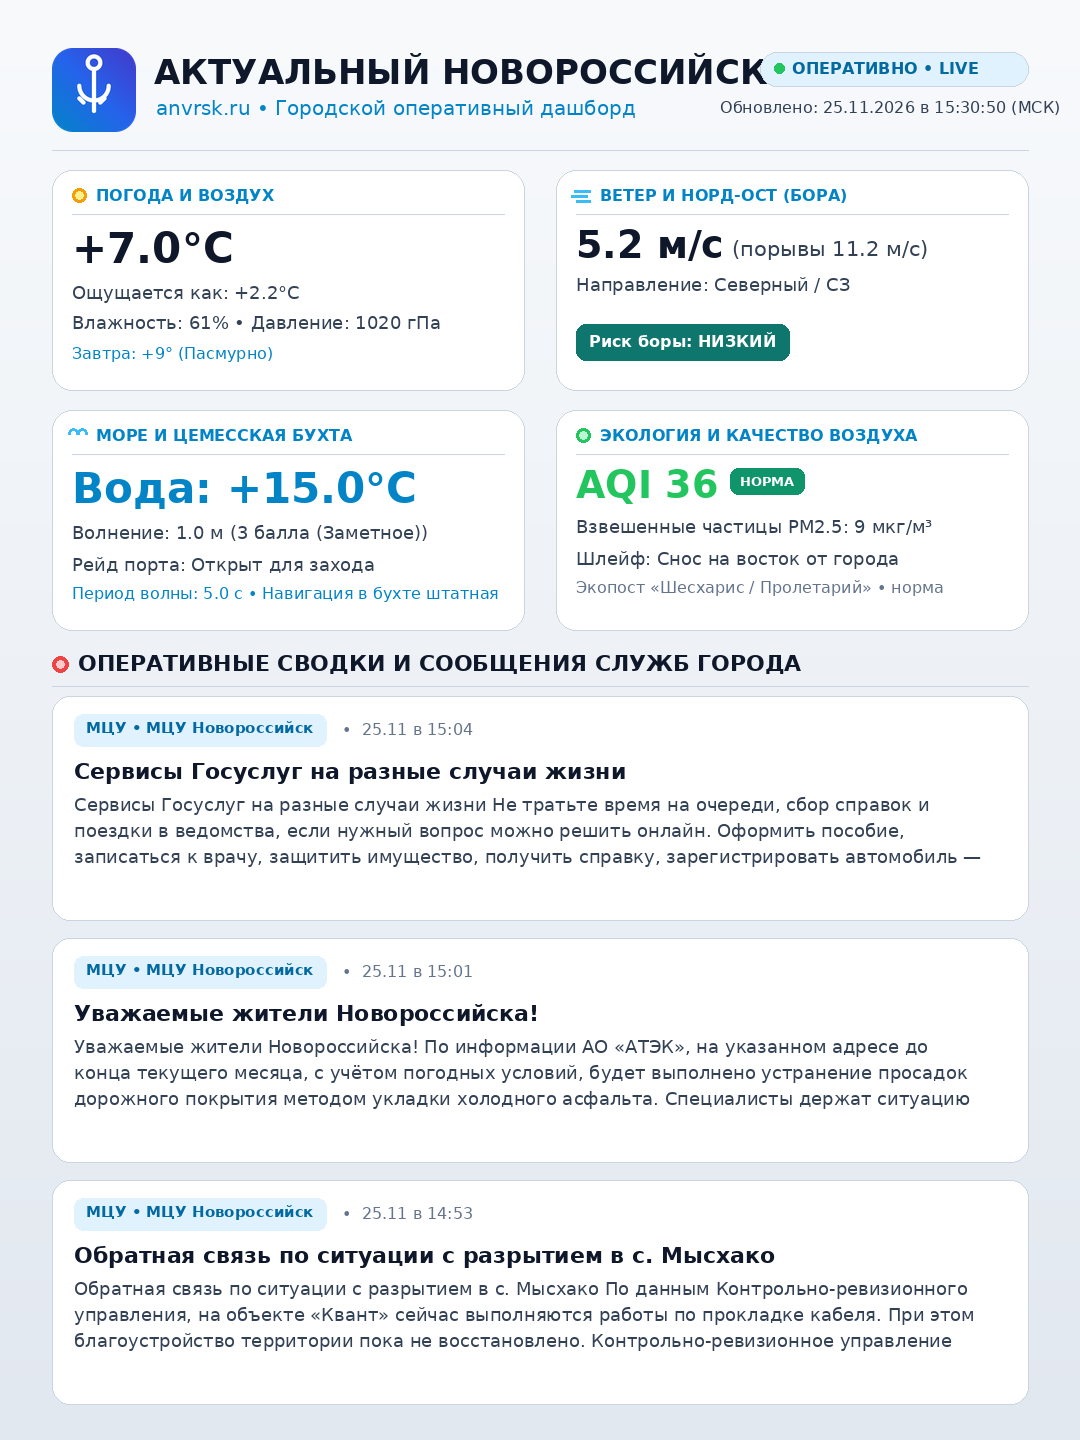 АКТУАЛЬНЫЙ НОВОРОССИЙСК
ОПЕРАТИВНО • LIVE
anvrsk.ru • Городской оперативный дашборд
Обновлено: 25.11.2026 в 15:30:50 (МСК)
ПОГОДА И ВОЗДУХ
+7.0°C
Ощущается как: +2.2°C
Влажность: 61% • Давление: 1020 гПа
Завтра: +9° (Пасмурно)
ВЕТЕР И НОРД-ОСТ (БОРА)
5.2 м/с (порывы 11.2 м/с)
Направление: Северный / СЗ
Риск боры: НИЗКИЙ
МОРЕ И ЦЕМЕССКАЯ БУХТА
Вода: +15.0°C
Волнение: 1.0 м (3 балла (Заметное))
Рейд порта: Открыт для захода
Период волны: 5.0 с • Навигация в бухте штатная
ЭКОЛОГИЯ И КАЧЕСТВО ВОЗДУХА
AQI 36 НОРМА
Взвешенные частицы PM2.5: 9 мкг/м³
Шлейф: Снос на восток от города
Экопост «Шесхарис / Пролетарий» • норма
ОПЕРАТИВНЫЕ СВОДКИ И СООБЩЕНИЯ СЛУЖБ ГОРОДА
МЦУ • МЦУ Новороссийск • 25.11 в 15:04
Сервисы Госуслуг на разные случаи жизни
Сервисы Госуслуг на разные случаи жизни Не тратьте время на очереди, сбор справок и
поездки в ведомства, если нужный вопрос можно решить онлайн. Оформить пособие,
записаться к врачу, защитить имущество, получить справку, зарегистрировать автомобиль —
МЦУ • МЦУ Новороссийск • 25.11 в 15:01
Уважаемые жители Новороссийска!
Уважаемые жители Новороссийска! По информации АО «АТЭК», на указанном адресе до
конца текущего месяца, с учётом погодных условий, будет выполнено устранение просадок
дорожного покрытия методом укладки холодного асфальта. Специалисты держат ситуацию
МЦУ • МЦУ Новороссийск • 25.11 в 14:53
Обратная связь по ситуации с разрытием в с. Мысхако
Обратная связь по ситуации с разрытием в с. Мысхако По данным Контрольно-ревизионного
управления, на объекте «Квант» сейчас выполняются работы по прокладке кабеля. При этом
благоустройство территории пока не восстановлено. Контрольно-ревизионное управление